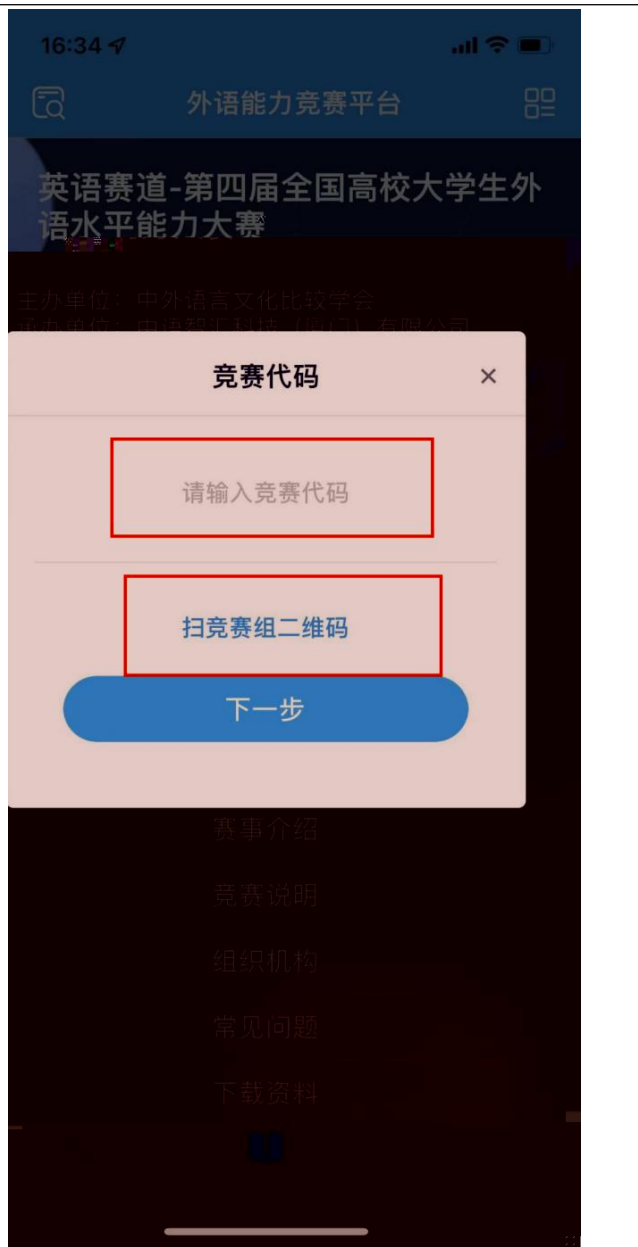 16:34
外语能力竞赛平台
英语赛道-第四届全国高校大学生外
语水平能力大赛
主办单位：中外语言文化比较学会
竞赛代码
请输入竞赛代码
扫竞赛组二维码
下一步
赛事介绍
竞赛说明
组织机构
常见问题
下载资料